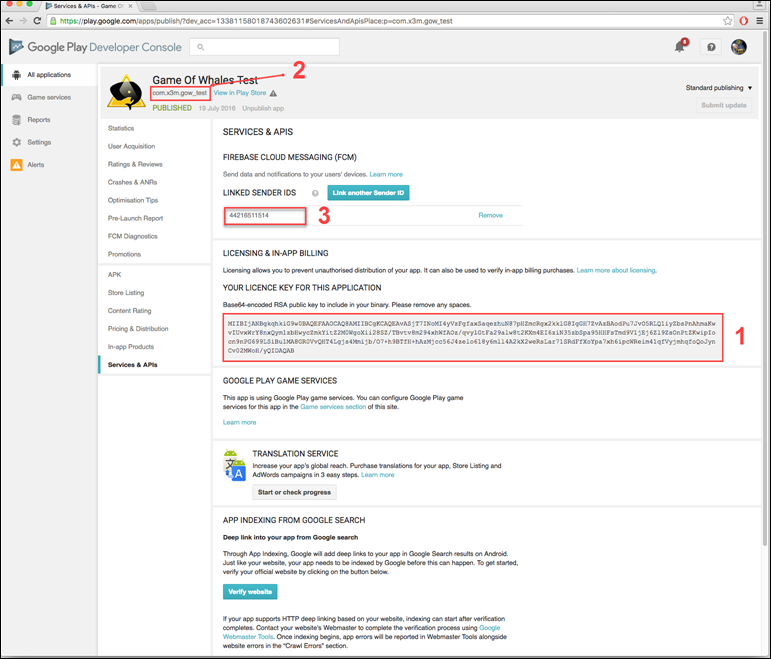 Services & APIs - Game Of
https://play.google.com/apps/publish/?dev_acc=13381158018743602631#ServicesAndApisPlace:p=com.x3m.gow_test
Google Play Developer Console
8
All applications
Game services
Reports
Settings
Alerts
Game Of Whales Test
2
com.x3m.gow_test
View in Play Store
PUBLISHED
19 July 2016
Unpublish app
Standard publishing
Submit update
Statistics
User Acquisition
Ratings & Reviews
Crashes & ANRs
Optimisation Tips
Pre-Launch Report
FCM Diagnostics
Promotions
APK
Store Listing
Content Rating
Pricing & Distribution
In-app Products
Services & APIs
SERVICES & APIS
FIREBASE CLOUD MESSAGING (FCM)
Send data and notifications to your users' devices. Learn more
LINKED SENDER IDS
?
Link another Sender ID
44216511514
3
Remove
LICENSING & IN-APP BILLING
Licensing allows you to prevent unauthorised distribution of your app. It can also be used to verify in-app billing purchases. Learn more about licensing.
YOUR LICENCE KEY FOR THIS APPLICATION
Base64-encoded RSA public key to include in your binary. Please remove any spaces.
1
GOOGLE PLAY GAME SERVICES
This app is using Google Play game services. You can configure Google Play game
services for this app in the Game services section of this site.
Learn more
TRANSLATION SERVICE
Increase your app's global reach. Purchase translations for your app, Store Listing and
AdWords campaigns in 3 easy steps. Learn more
Start or check progress
APP INDEXING FROM GOOGLE SEARCH
Deep link into your app from Google search
Through App Indexing, Google will add deep links to your app in Google Search results on Android.
Just like your website, your app needs to be indexed by Google before this can happen. To get started,
verify your official website by clicking on the button below.
Verify website
If your app supports HTTP deep linking based on your website, indexing can start after verification
completes. Contact your website's Webmaster to complete the verification process using Google
Webmaster Tools. Once indexing begins, app errors will be reported in Webmaster Tools alongside
website errors in the "Crawl Errors" section.